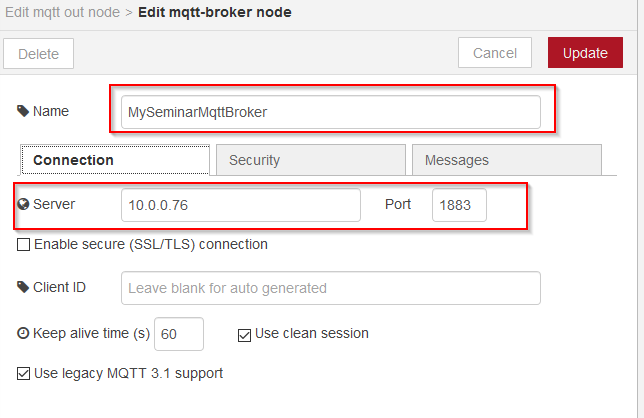 Edit mqtt out node > Edit mqtt-broker node
Delete Cancel Update
Name MySeminarMqttBroker
Connection Security Messages
Server 10.0.0.76 Port 1883
Enable secure (SSL/TLS) connection
Client ID Leave blank for auto generated
Keep alive time (s) 60 Use clean session
Use legacy MQTT 3.1 support